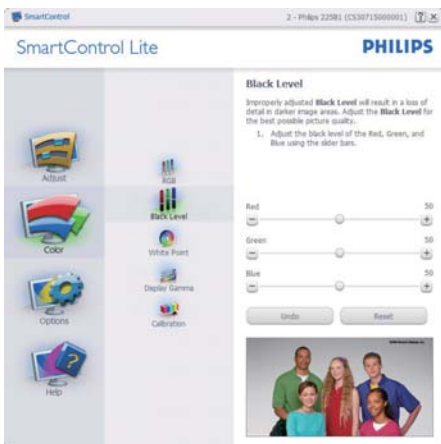 SmartControl
2 - Philips 225B1 (CS30715000001)
SmartControl Lite
PHILIPS
Adjust
Color
Options
Help
RGB
Black Level
White Point
Display Gamma
Calibration
Black Level
Improperly adjusted Black Level will result in a loss of
detail in darker image areas. Adjust the Black Level for
the best possible picture quality.
1. Adjust the black level of the Red, Green, and
Blue using the slider bars.
Red 50
Green 50
Blue 50
Undo
Reset